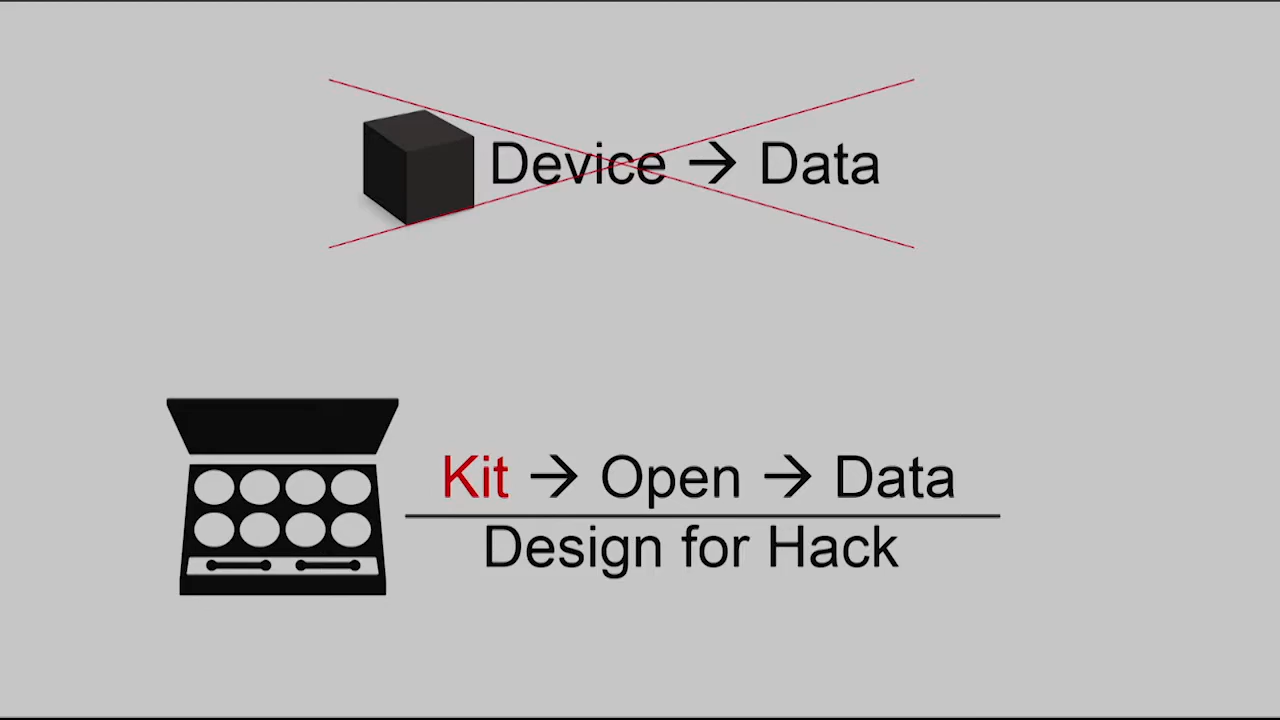 Device → Data
Kit → Open → Data
Design for Hack